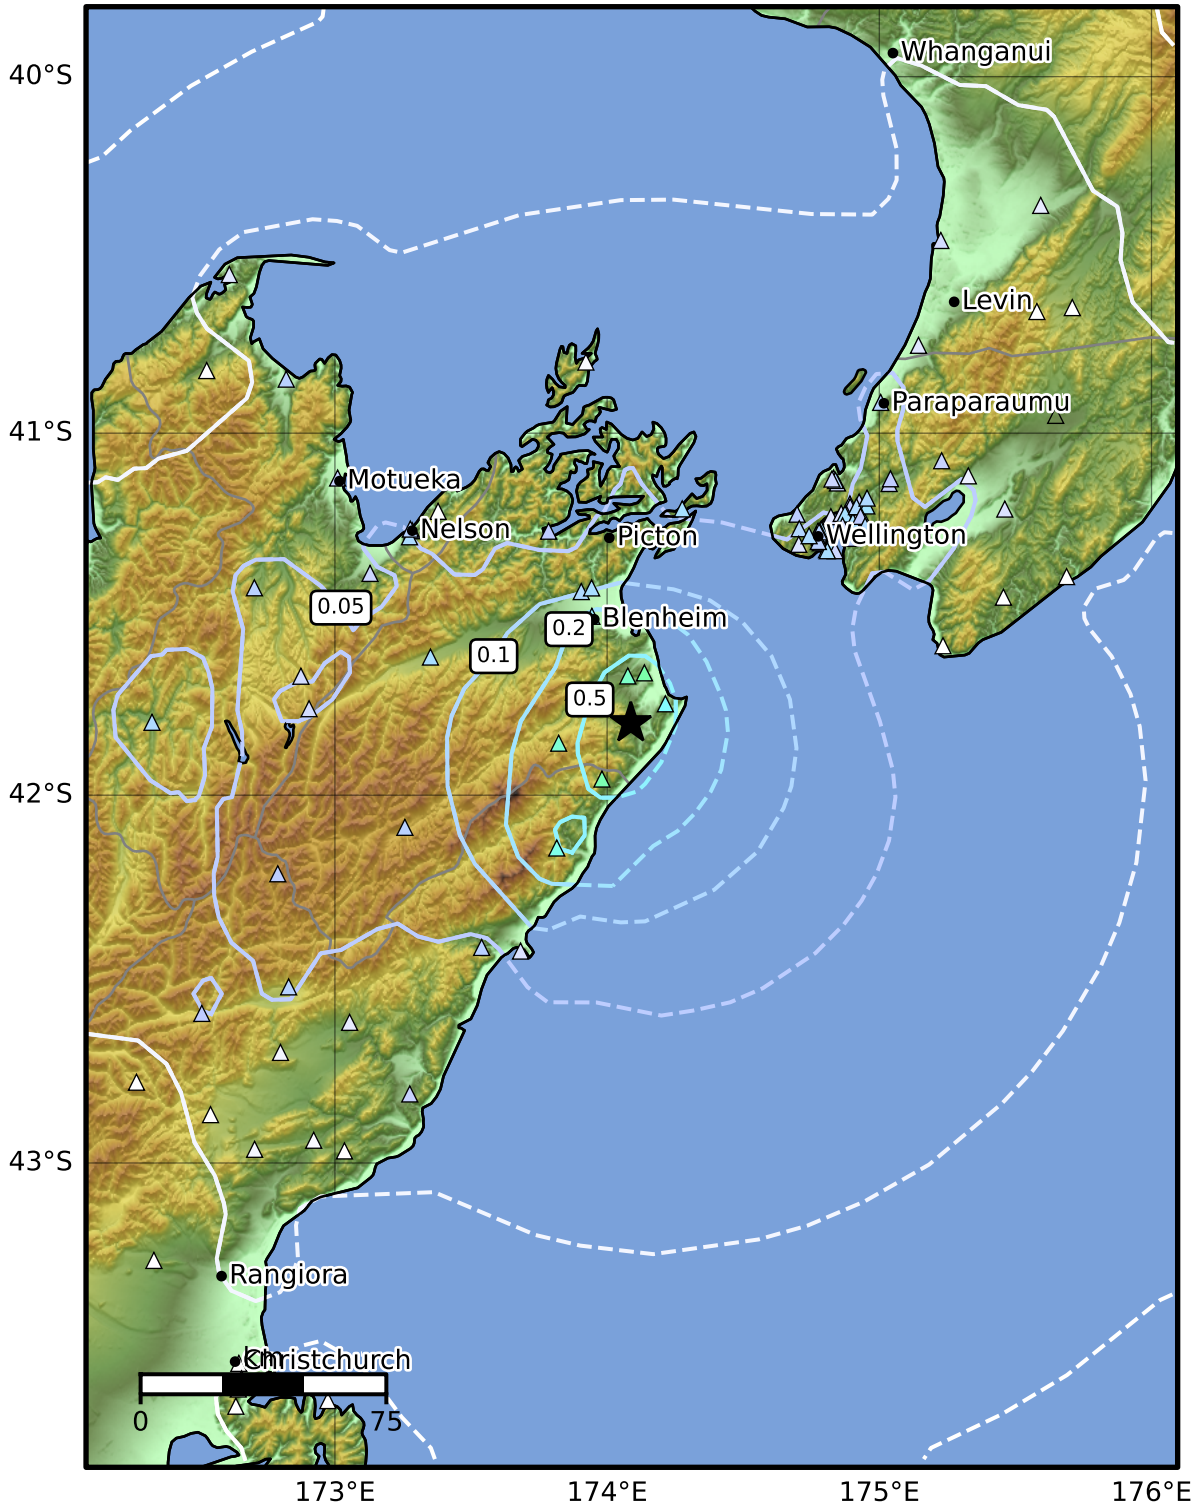 40°S
Whanganui
Levin
Paraparaumu
41°S
Motueka
Nelson
Picton
Wellington
0.05
Blenheim
0.2
0.1
0.5
42°S
43°S
Rangiora
km
Christchurch
0
75
173°E
174°E
175°E
176°E